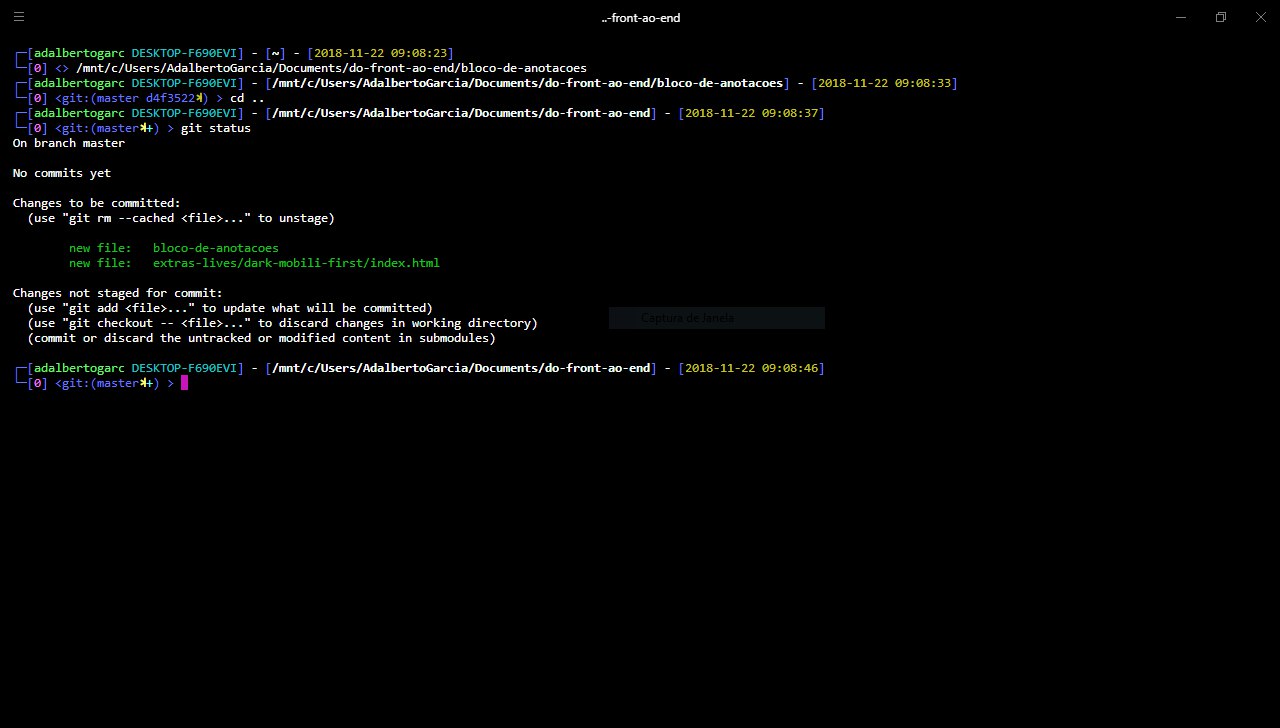 ..-front-ao-end
┌─[adalbertogarc DESKTOP-F690EVI] - [~] - [2018-11-22 09:08:23]
└─[0] <> /mnt/c/Users/AdalbertoGarcia/Documents/do-front-ao-end/bloco-de-anotacoes
┌─[adalbertogarc DESKTOP-F690EVI] - [/mnt/c/Users/AdalbertoGarcia/Documents/do-front-ao-end/bloco-de-anotacoes] - [2018-11-22 09:08:33]
└─[0] <git:(master d4f3522✱) > cd ..
┌─[adalbertogarc DESKTOP-F690EVI] - [/mnt/c/Users/AdalbertoGarcia/Documents/do-front-ao-end] - [2018-11-22 09:08:37]
└─[0] <git:(master✱+) > git status
On branch master
No commits yet
Changes to be committed:
  (use "git rm --cached <file>..." to unstage)
        new file:   bloco-de-anotacoes
        new file:   extras-lives/dark-mobili-first/index.html
Changes not staged for commit:
  (use "git add <file>..." to update what will be committed)
  (use "git checkout -- <file>..." to discard changes in working directory)
  (commit or discard the untracked or modified content in submodules)
Captura de Janela
┌─[adalbertogarc DESKTOP-F690EVI] - [/mnt/c/Users/AdalbertoGarcia/Documents/do-front-ao-end] - [2018-11-22 09:08:46]
└─[0] <git:(master✱+) >